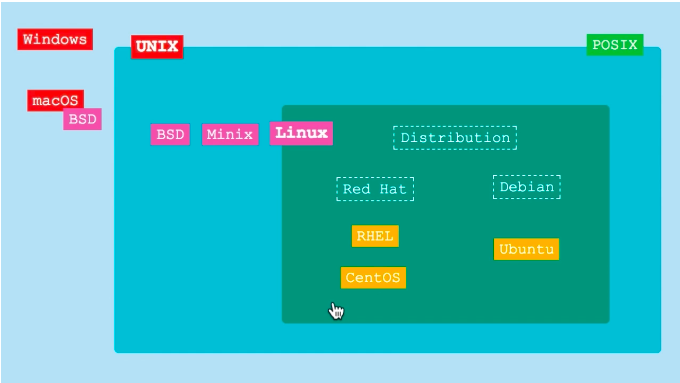 Windows
UNIX
POSIX
macOS
BSD
BSD
Minix
Linux
Distribution
Red Hat
Debian
RHEL
Ubuntu
CentOS